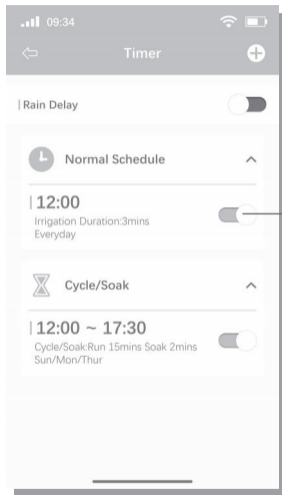 09:34
Timer
Rain Delay
Normal Schedule
12:00
Irrigation Duration:3mins
Everyday
Cycle/Soak
12:00 ~ 17:30
Cycle/Soak:Run 15mins Soak 2mins
Sun/Mon/Thur